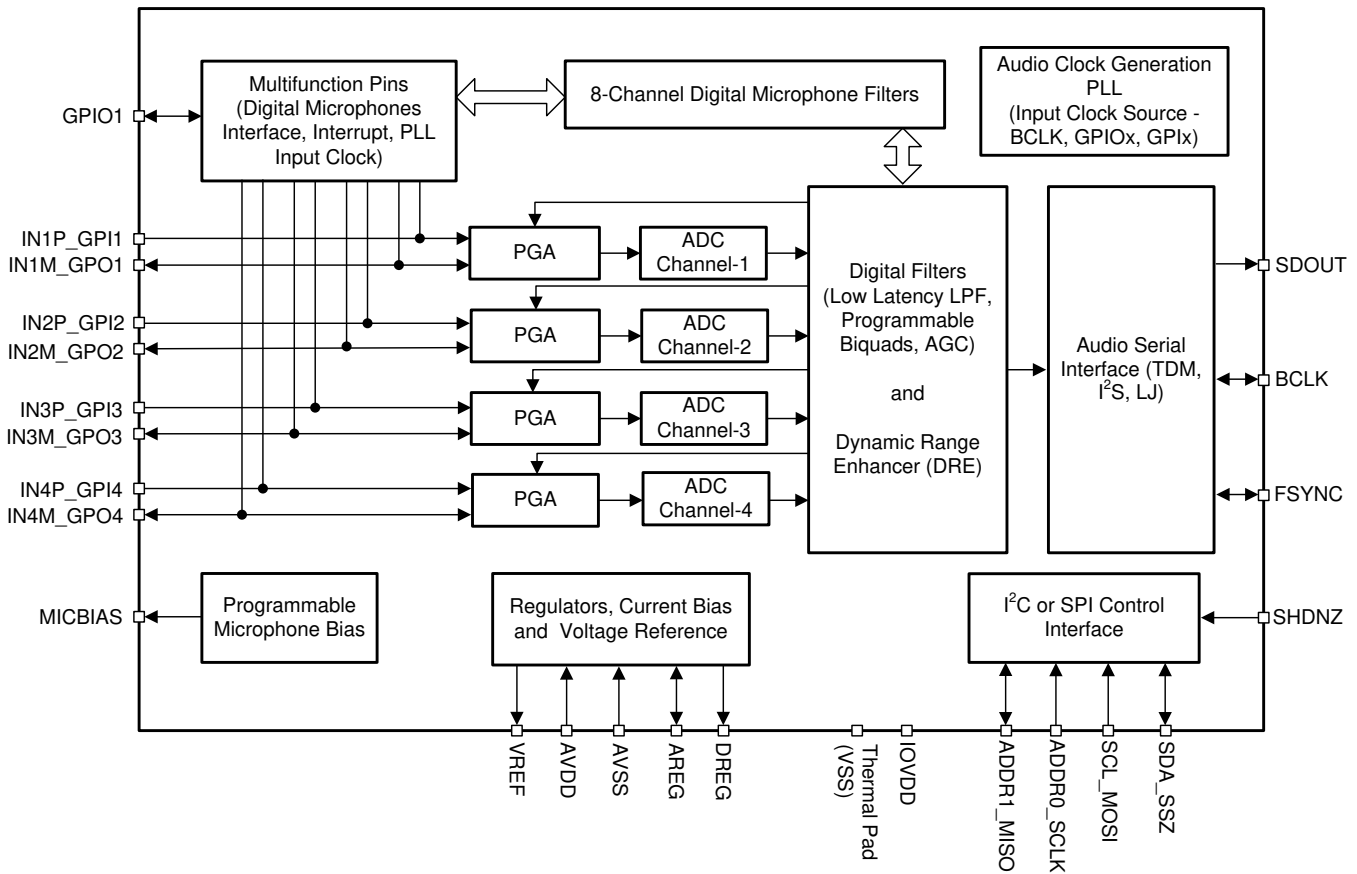 Multifunction Pins
(Digital Microphones
Interface, Interrupt, PLL
Input Clock)
8-Channel Digital Microphone Filters
Audio Clock Generation
PLL
(Input Clock Source -
BCLK, GPIOx, GPIx)
GPIO1
IN1P_GPI1
IN1M_GPO1
IN2P_GPI2
IN2M_GPO2
IN3P_GPI3
IN3M_GPO3
IN4P_GPI4
IN4M_GPO4
MICBIAS
PGA
ADC
Channel-1
PGA
ADC
Channel-2
PGA
ADC
Channel-3
PGA
ADC
Channel-4
Digital Filters
(Low Latency LPF,
Programmable
Biquads, AGC)
and
Dynamic Range
Enhancer (DRE)
Audio Serial
Interface (TDM,
I²S, LJ)
SDOUT
BCLK
FSYNC
SHDNZ
Programmable
Microphone Bias
Regulators, Current Bias
and Voltage Reference
I²C or SPI Control
Interface
VREF
AVDD
AVSS
AREG
DREG
Thermal Pad
(VSS)
IOVDD
ADDR1_MISO
ADDR0_SCLK
SCL_MOSI
SDA_SSZ